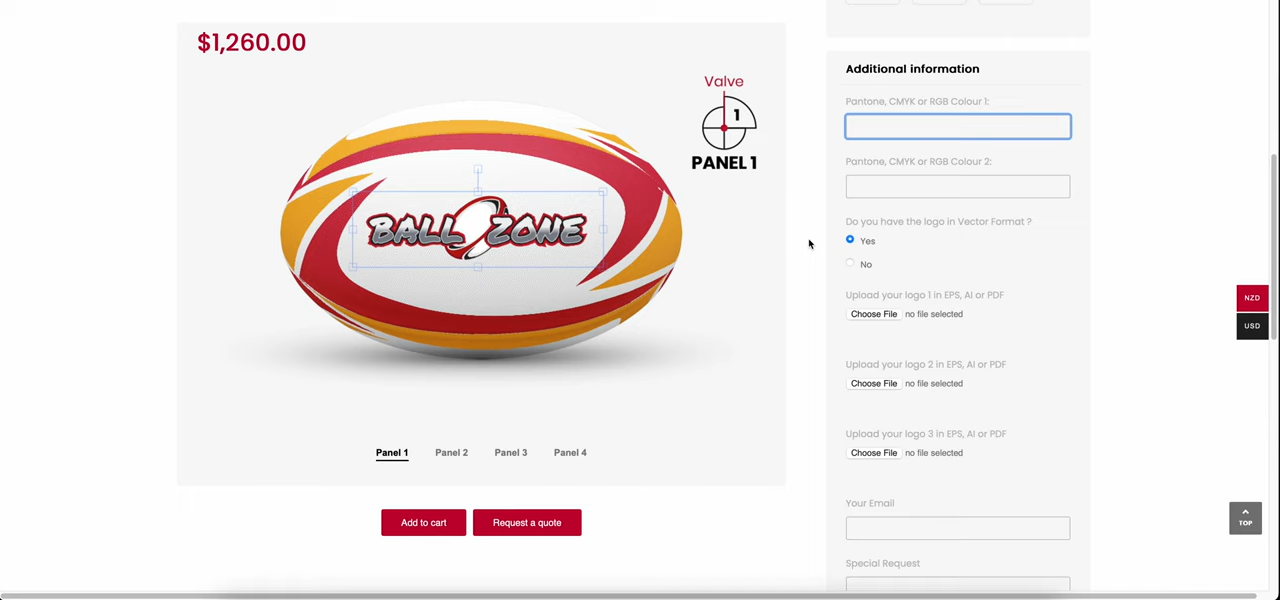 $1,260.00
Valve
1
PANEL 1
BALL ZONE
Panel 1
Panel 2
Panel 3
Panel 4
Add to cart
Request a quote
Additional information
Pantone, CMYK or RGB Colour 1:
Pantone, CMYK or RGB Colour 2:
Do you have the logo in Vector Format ?
Yes
No
Upload your logo 1 in EPS, AI or PDF
Choose File no file selected
Upload your logo 2 in EPS, AI or PDF
Choose File no file selected
Upload your logo 3 in EPS, AI or PDF
Choose File no file selected
Your Email
Special Request
NZD
USD
TOP